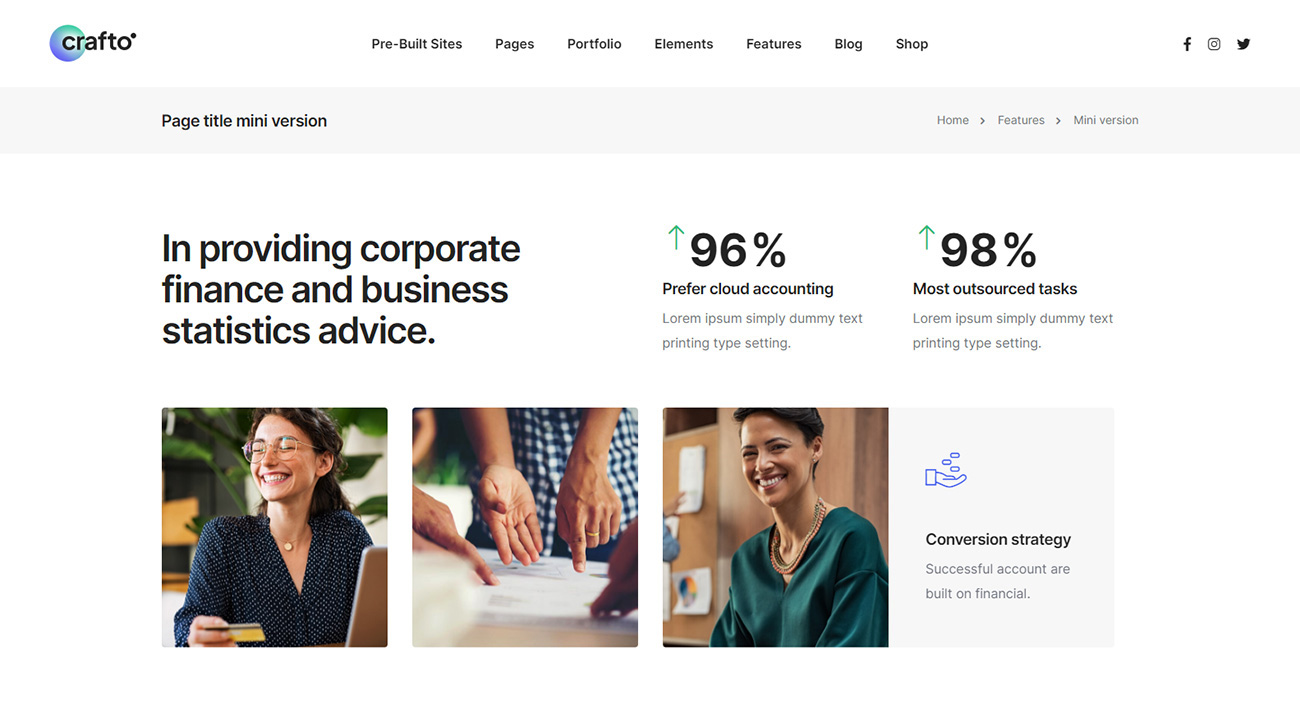 crafto
Pre-Built Sites
Pages
Portfolio
Elements
Features
Blog
Shop
Page title mini version
Home
Features
Mini version
In providing corporate
finance and business
statistics advice.
96%
Prefer cloud accounting
Lorem ipsum simply dummy text
printing type setting.
98%
Most outsourced tasks
Lorem ipsum simply dummy text
printing type setting.
Conversion strategy
Successful account are
built on financial.